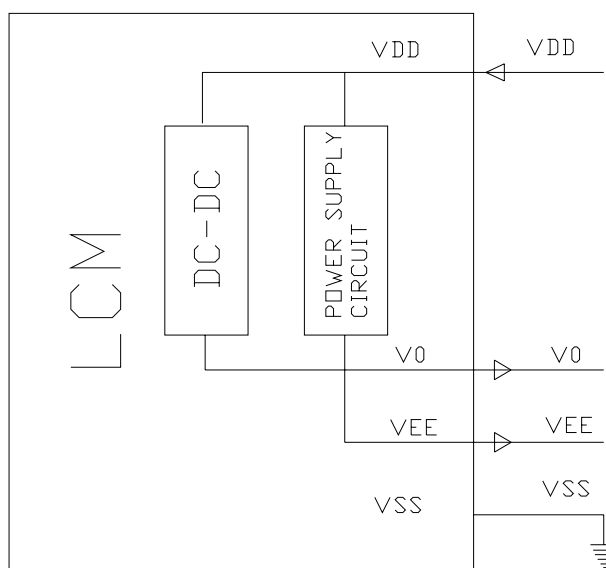 VDD
VDD
DC-DC
POWER SUPPLY
CIRCUIT
LCM
V0
V0
VEE
VEE
VSS
VSS